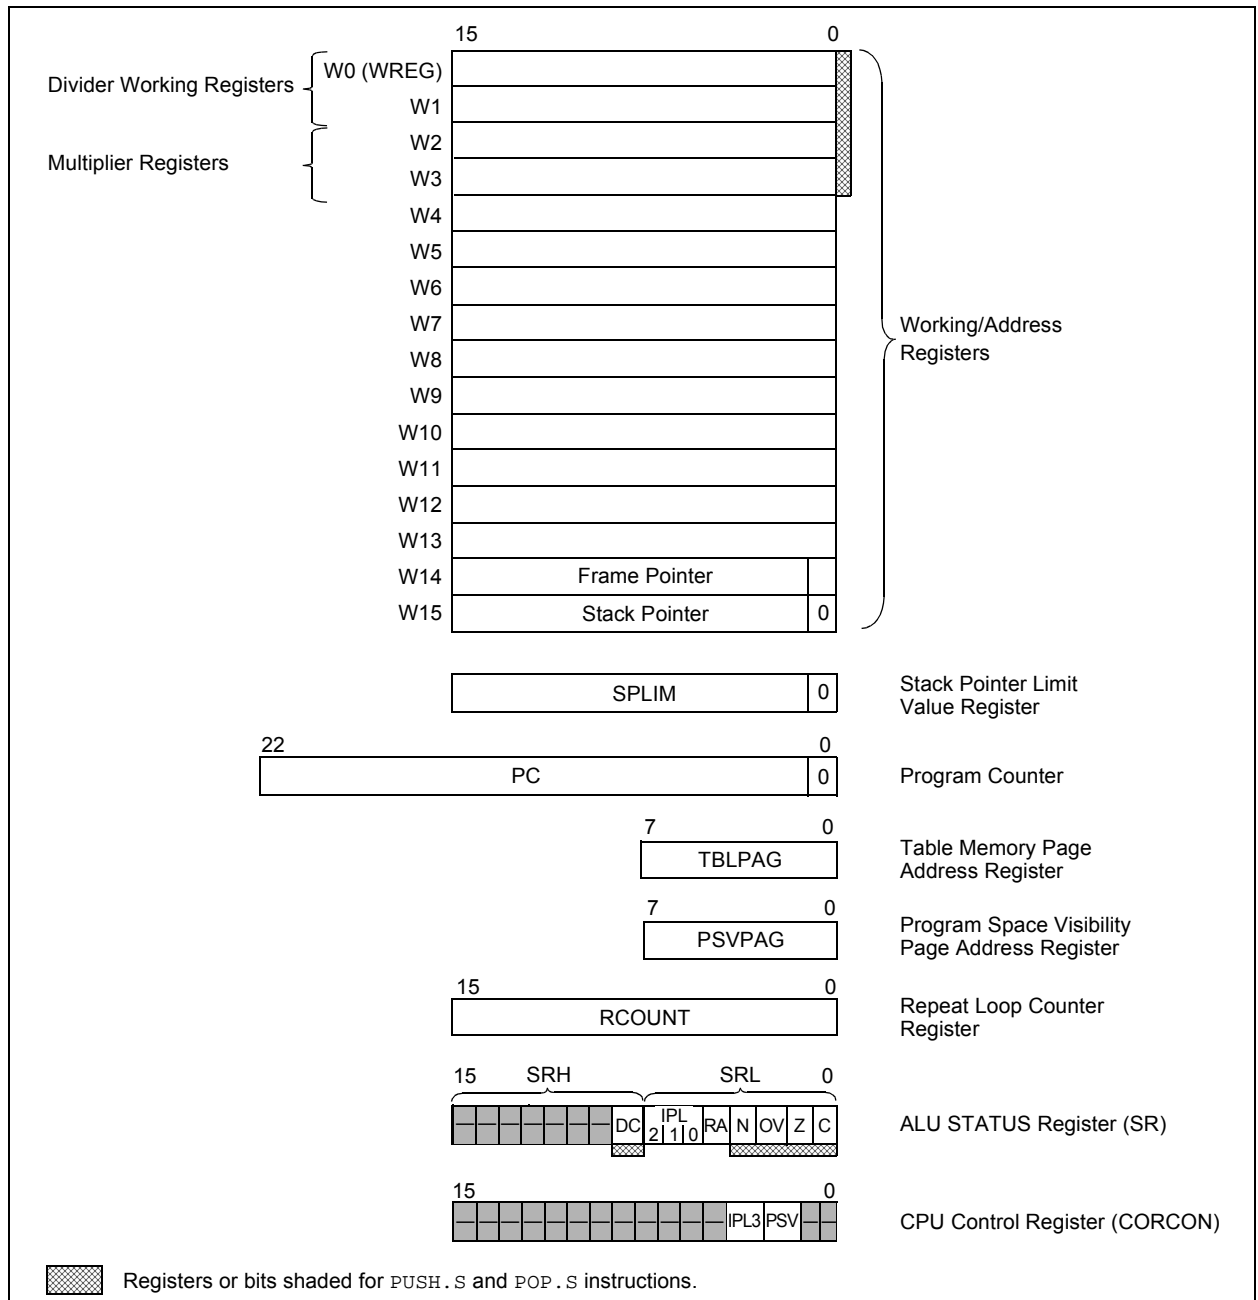 15 0
Divider Working Registers
W0 (WREG)
W1
Multiplier Registers
W2
W3
W4
W5
W6
W7
Working/Address
Registers
W8
W9
W10
W11
W12
W13
W14 Frame Pointer
W15 Stack Pointer 0
SPLIM 0
Stack Pointer Limit
Value Register
22 0
PC 0 Program Counter
7 0
TBLPAG
Table Memory Page
Address Register
7 0
PSVPAG
Program Space Visibility
Page Address Register
15 0
RCOUNT
Repeat Loop Counter
Register
15 SRH SRL 0
— — — — — — — DC IPL 2 1 0 RA N OV Z C ALU STATUS Register (SR)
15 0
— — — — — — — — — — — — IPL3 PSV — — CPU Control Register (CORCON)
Registers or bits shaded for PUSH.S and POP.S instructions.